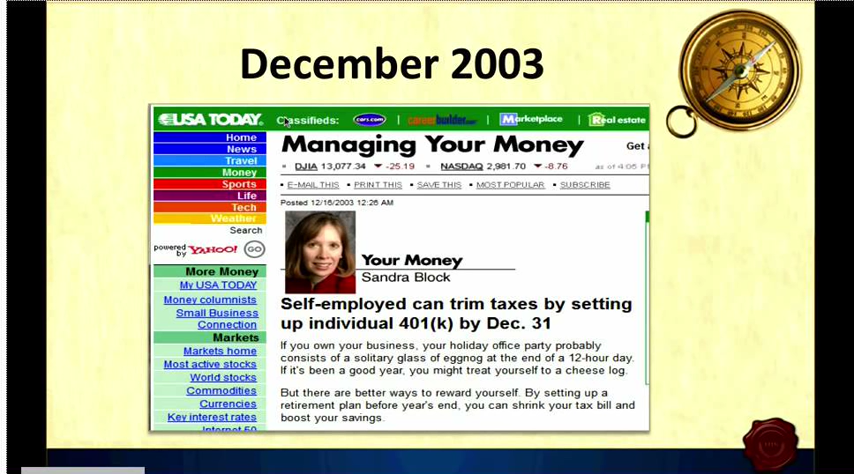 December 2003
USA TODAY. Classifieds: cars.com | careerbuilder.com | Marketplace | Real estate
Home
News
Travel
Money
Sports
Life
Tech
Weather
Search
powered by YAHOO! GO
More Money
My USA TODAY
Money columnists
Small Business
Connection
Markets
Markets home
Most active stocks
World stocks
Commodities
Currencies
Key interest rates
Internet 50
Managing Your Money
Get
DJIA 13,077.34 ▼ -25.19 NASDAQ 2,981.70 ▼ -8.76 as of 4:05 P
E-MAIL THIS ▪ PRINT THIS ▪ SAVE THIS ▪ MOST POPULAR ▪ SUBSCRIBE
Posted 12/16/2003 12:26 AM
Your Money
Sandra Block
Self-employed can trim taxes by setting
up individual 401(k) by Dec. 31
If you own your business, your holiday office party probably
consists of a solitary glass of eggnog at the end of a 12-hour day.
If it's been a good year, you might treat yourself to a cheese log.
But there are better ways to reward yourself. By setting up a
retirement plan before year's end, you can shrink your tax bill and
boost your savings.